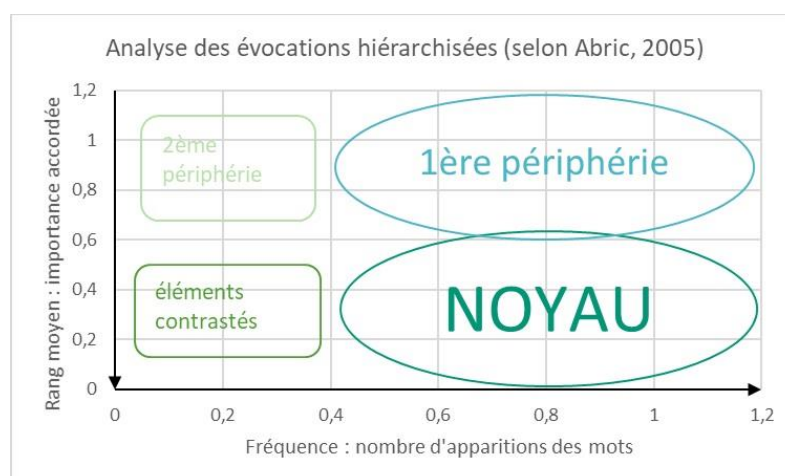 Analyse des évocations hiérarchisées (selon Abric, 2005)
Rang moyen : importance accordée
1,2
1
0,8
0,6
0,4
0,2
0
2ème
périphérie
1ère périphérie
éléments
contrastés
NOYAU
0
0,2
0,4
0,6
0,8
1
1,2
Fréquence : nombre d'apparitions des mots